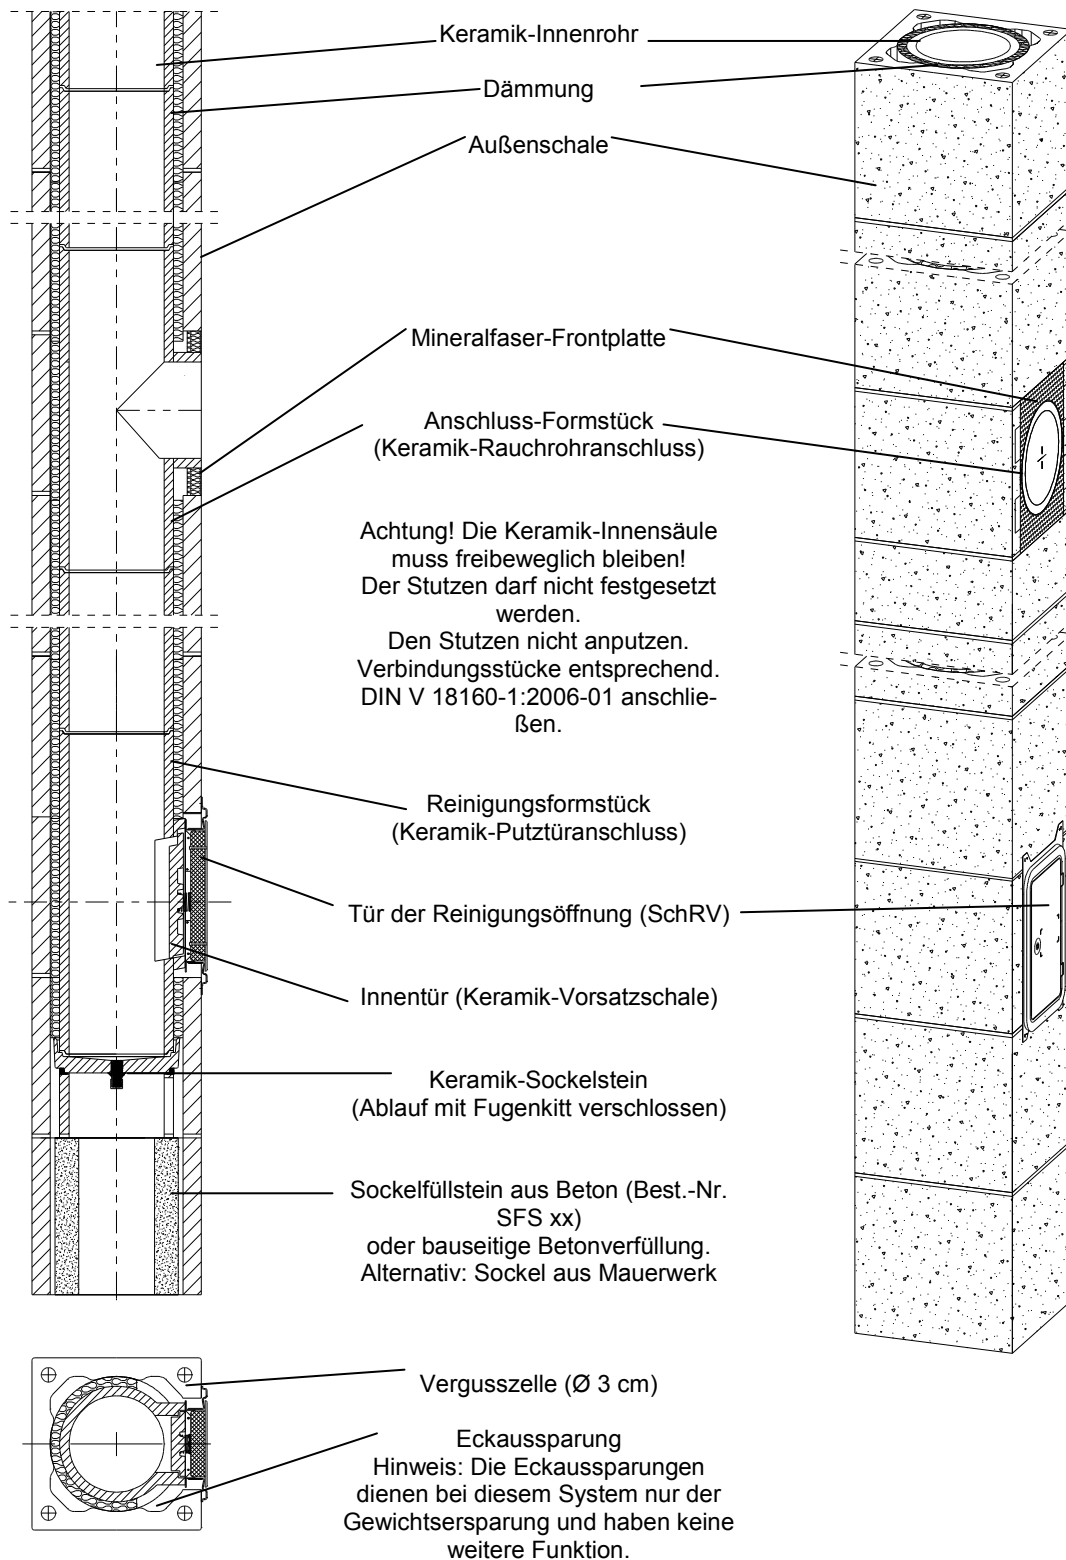 Keramik-Innenrohr
Dämmung
Außenschale
Mineralfaser-Frontplatte
Anschluss-Formstück
(Keramik-Rauchrohranschluss)
Achtung! Die Keramik-Innensäule
muss freibeweglich bleiben!
Der Stutzen darf nicht festgesetzt
werden.
Den Stutzen nicht anputzen.
Verbindungsstücke entsprechend.
DIN V 18160-1:2006-01 anschlie-
ßen.
Reinigungsformstück
(Keramik-Putztüranschluss)
Tür der Reinigungsöffnung (SchRV)
Innentür (Keramik-Vorsatzschale)
Keramik-Sockelstein
(Ablauf mit Fugenkitt verschlossen)
Sockelfüllstein aus Beton (Best.-Nr.
SFS xx)
oder bauseitige Betonverfüllung.
Alternativ: Sockel aus Mauerwerk
Vergusszelle (Ø 3 cm)
Eckaussparung
Hinweis: Die Eckaussparungen
dienen bei diesem System nur der
Gewichtsersparung und haben keine
weitere Funktion.